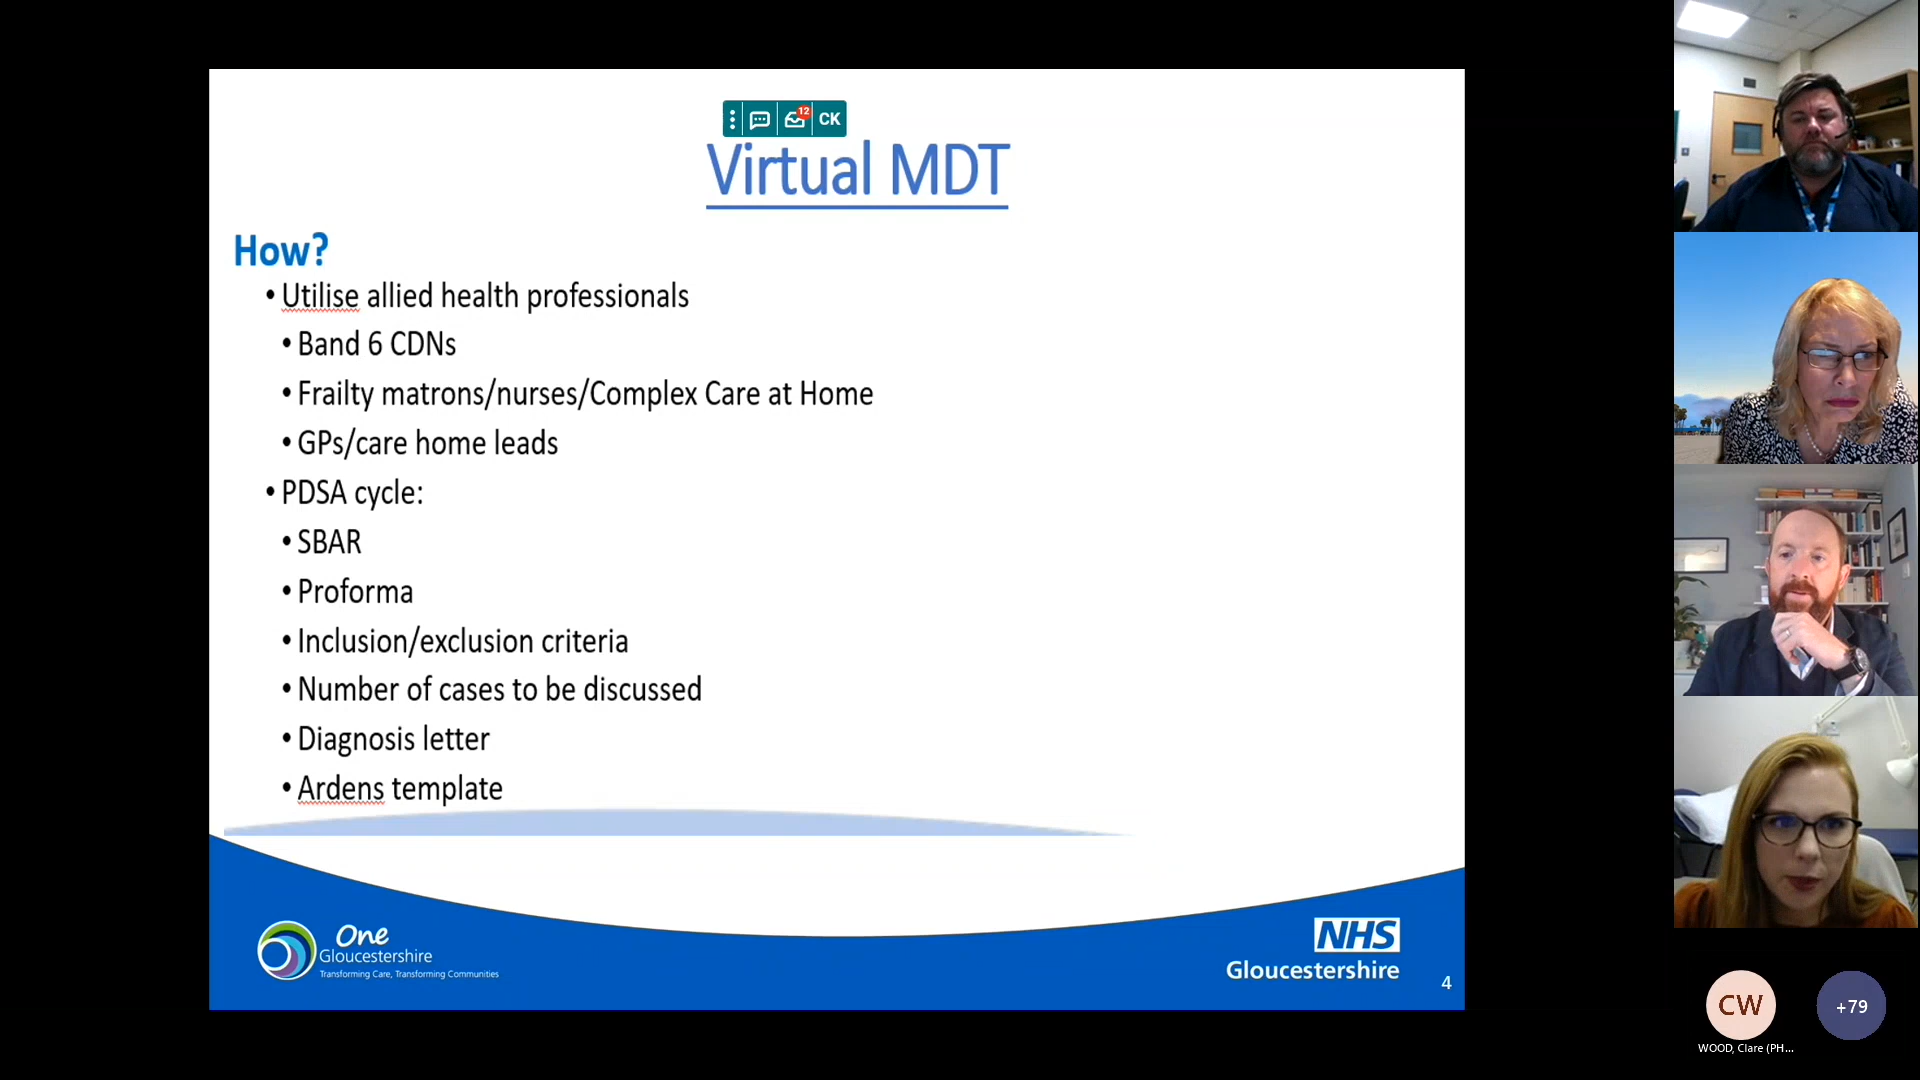 12
CK
Virtual MDT
How?
• Utilise allied health professionals
• Band 6 CDNs
• Frailty matrons/nurses/Complex Care at Home
• GPs/care home leads
• PDSA cycle:
• SBAR
• Proforma
• Inclusion/exclusion criteria
• Number of cases to be discussed
• Diagnosis letter
• Ardens template
One
Gloucestershire
Transforming Care, Transforming Communities
NHS
Gloucestershire
4
CW
+79
WOOD, Clare (PH...